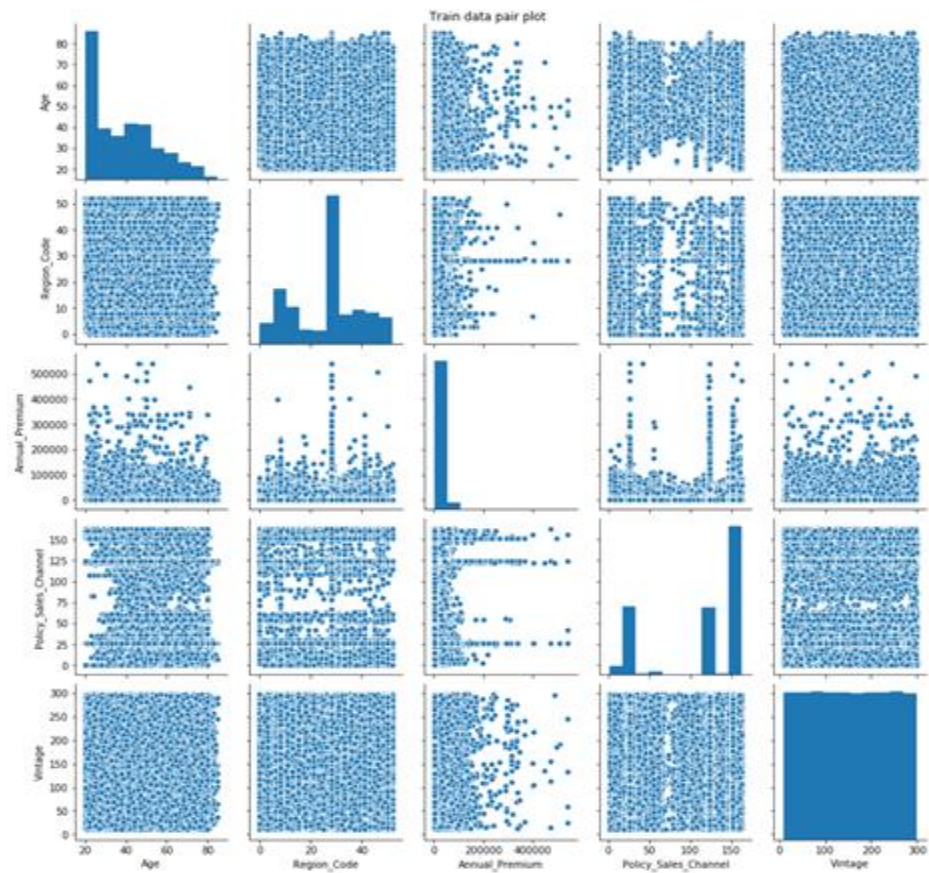 Train data pair plot
80
70
60
50
40
30
20
Age
50
40
30
20
10
0
Region_Code
500000
400000
300000
200000
100000
0
Annual_Premium
150
125
100
75
50
25
0
Policy_Sales_Channel
300
250
200
150
100
50
0
Vintage
20 40 60 80
0 20 40
0 200000 400000
0 50 100 150
0 100 200 300
Age
Region_Code
Annual_Premium
Policy_Sales_Channel
Vintage